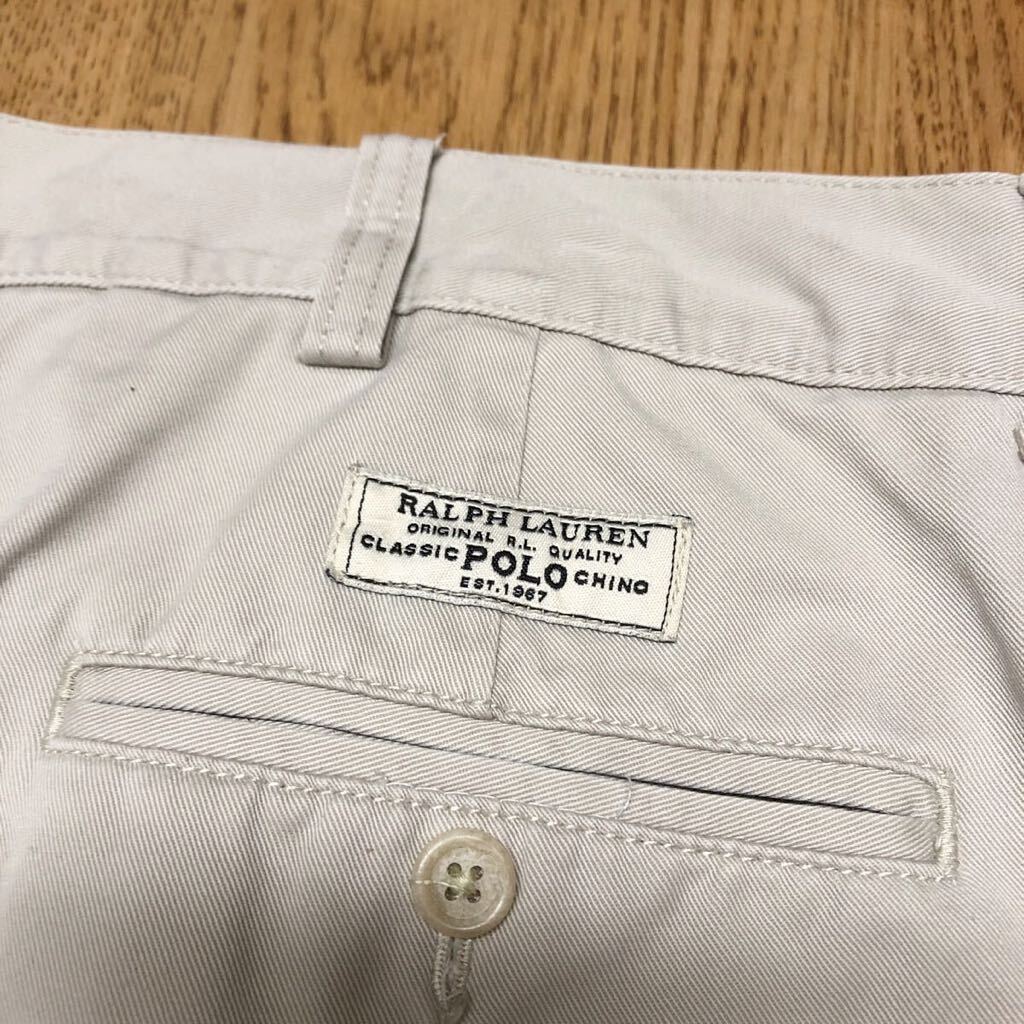 RALPH LAUREN
ORIGINAL R.L. QUALITY
CLASSIC POLO CHINO
EST. 1967